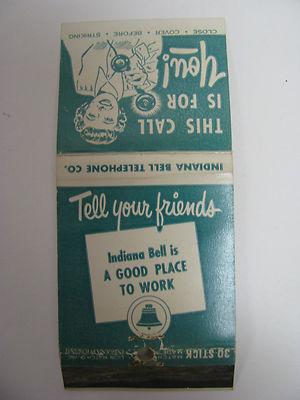 CLOSE • COVER • BEFORE • STRIKING
THIS CALL
IS FOR
You!
INDIANA BELL TELEPHONE CO.
Tell your friends
Indiana Bell is
A GOOD PLACE
TO WORK
30 STICK